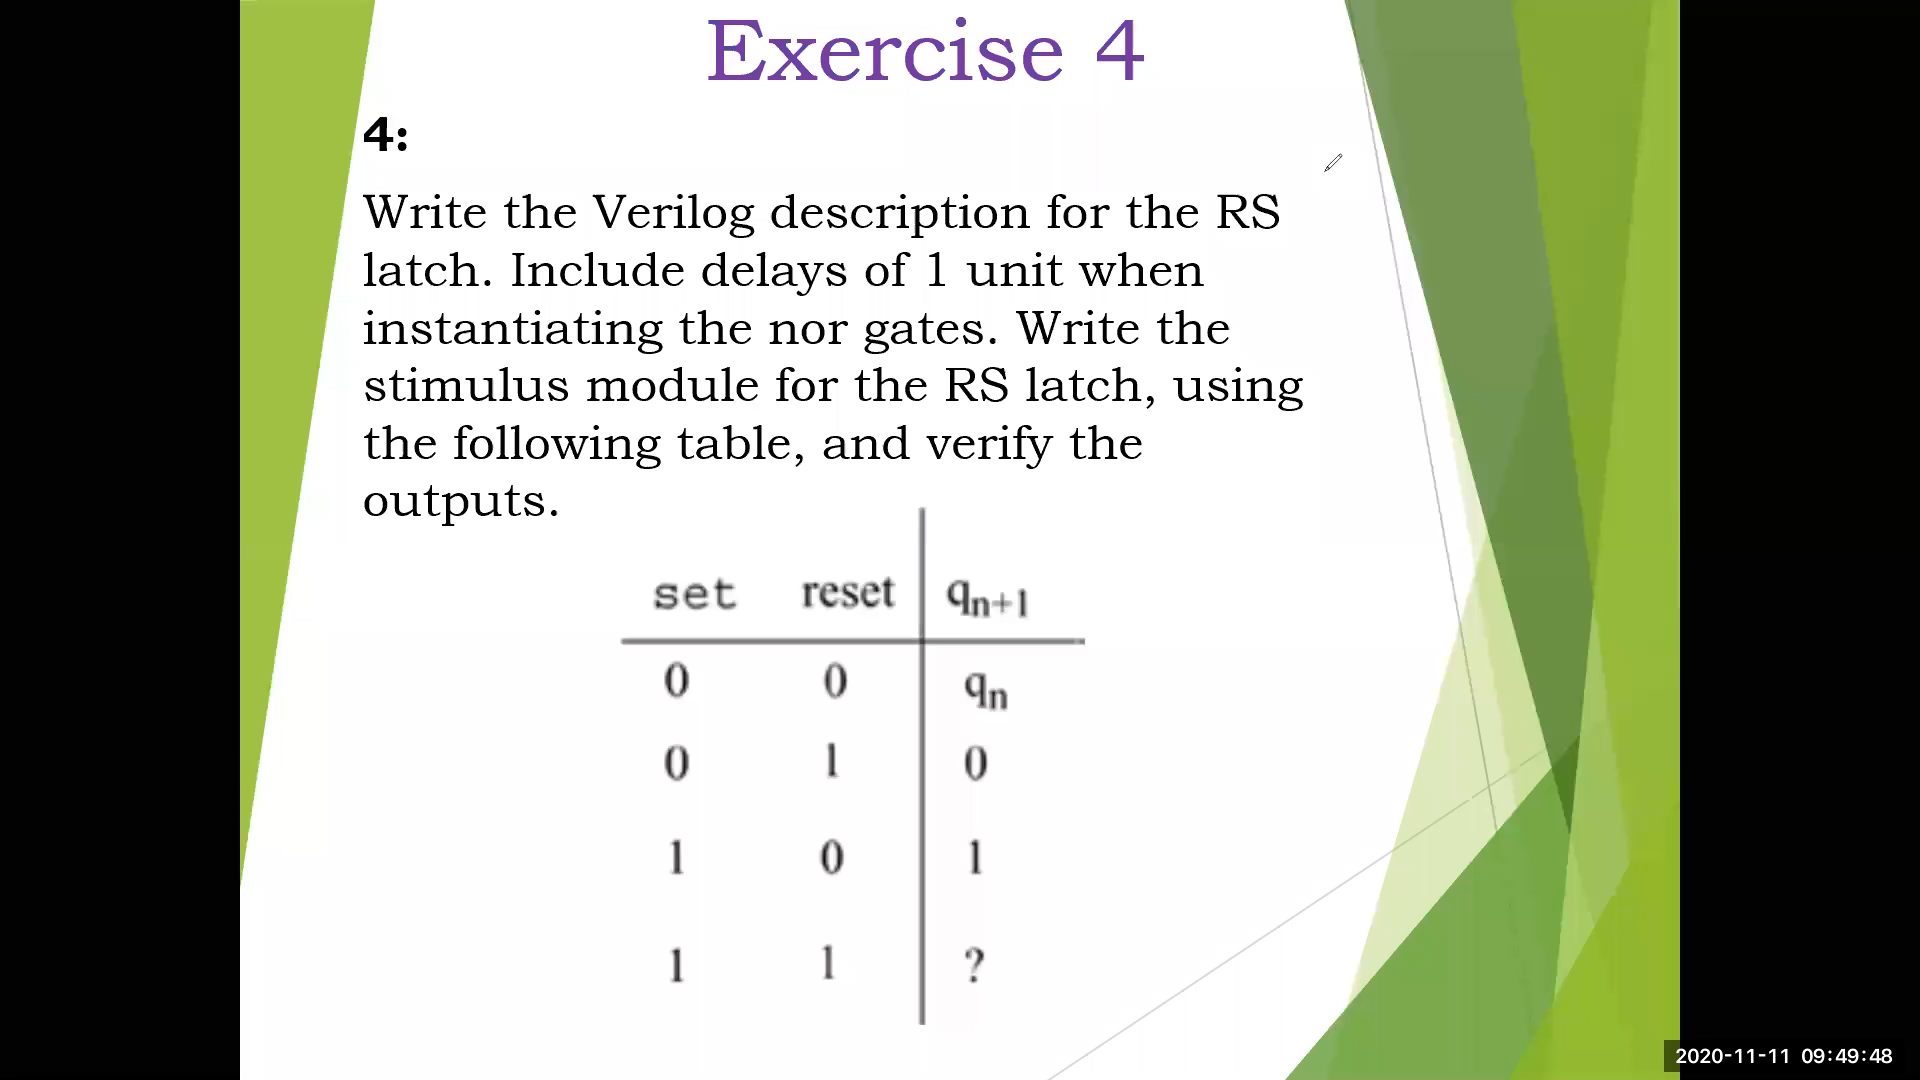 Exercise 4
4:
Write the Verilog description for the RS
latch. Include delays of 1 unit when
instantiating the nor gates. Write the
stimulus module for the RS latch, using
the following table, and verify the
outputs.
set reset qn+1
0 0 qn
0 1 0
1 0 1
1 1 ?
2020-11-11 09:49:48